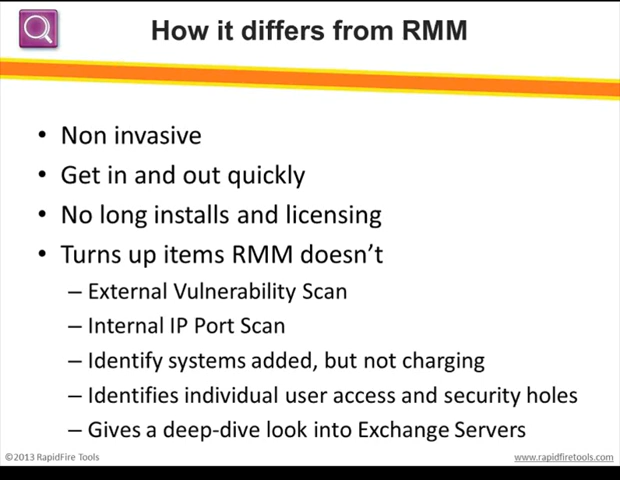 How it differs from RMM
• Non invasive
• Get in and out quickly
• No long installs and licensing
• Turns up items RMM doesn’t
– External Vulnerability Scan
– Internal IP Port Scan
– Identify systems added, but not charging
– Identifies individual user access and security holes
– Gives a deep-dive look into Exchange Servers
©2013 RapidFire Tools
www.rapidfiretools.com